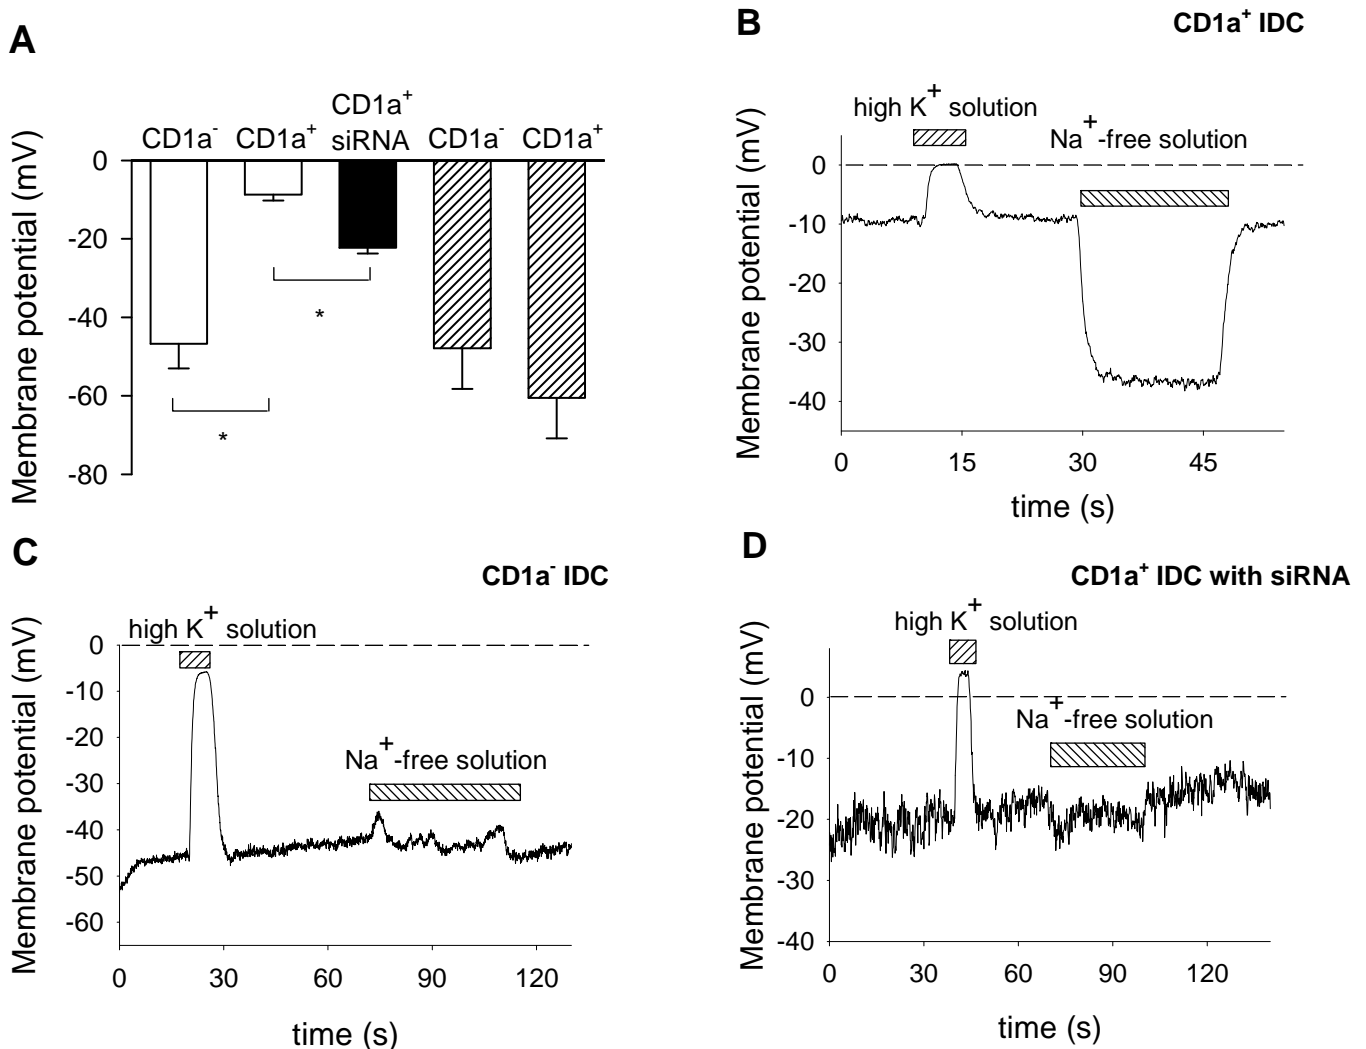 A
CD1a⁻ CD1a⁺ CD1a⁺ siRNA CD1a⁻ CD1a⁺
Membrane potential (mV)
0
-20
-40
-60
-80
*
*
B
CD1a⁺ IDC
high K⁺ solution
Na⁺-free solution
Membrane potential (mV)
0
-10
-20
-30
-40
0 15 30 45
time (s)
C
CD1a⁻ IDC
high K⁺ solution
Na⁺-free solution
Membrane potential (mV)
0
-10
-20
-30
-40
-50
-60
0 30 60 90 120
time (s)
D
CD1a⁺ IDC with siRNA
high K⁺ solution
Na⁺-free solution
Membrane potential (mV)
0
-10
-20
-30
-40
0 30 60 90 120
time (s)